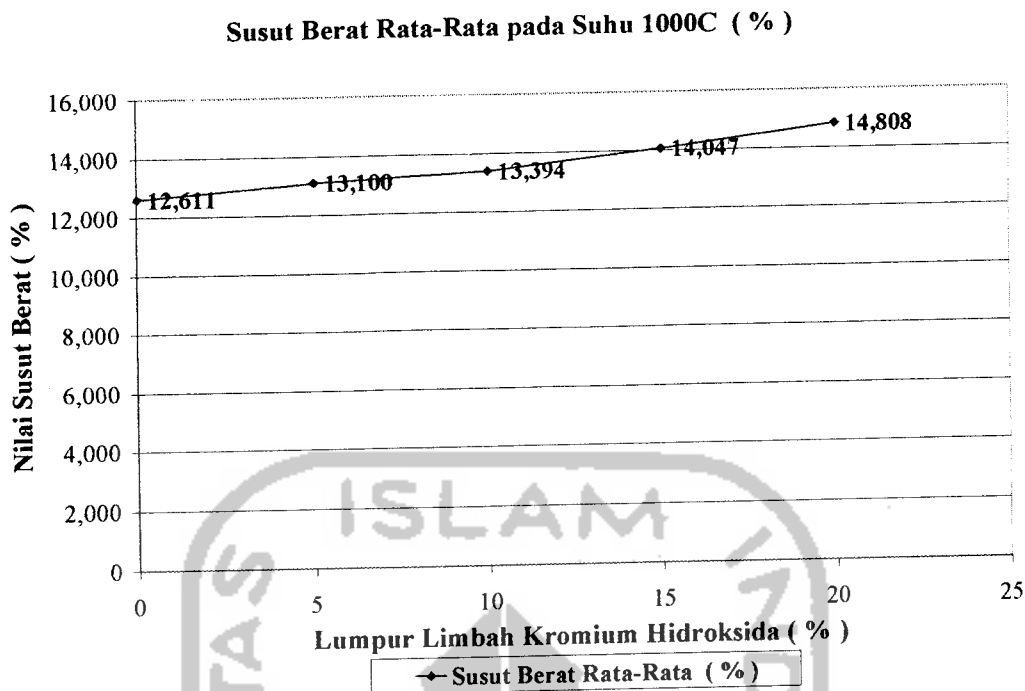 Susut Berat Rata-Rata pada Suhu 1000C ( % )
Nilai Susut Berat ( % )
16,000
14,000
12,000
10,000
8,000
6,000
4,000
2,000
0
12,611
13,100
13,394
14,047
14,808
0 5 10 15 20 25
Lumpur Limbah Kromium Hidroksida ( % )
Susut Berat Rata-Rata ( % )
ISLAM
TAS